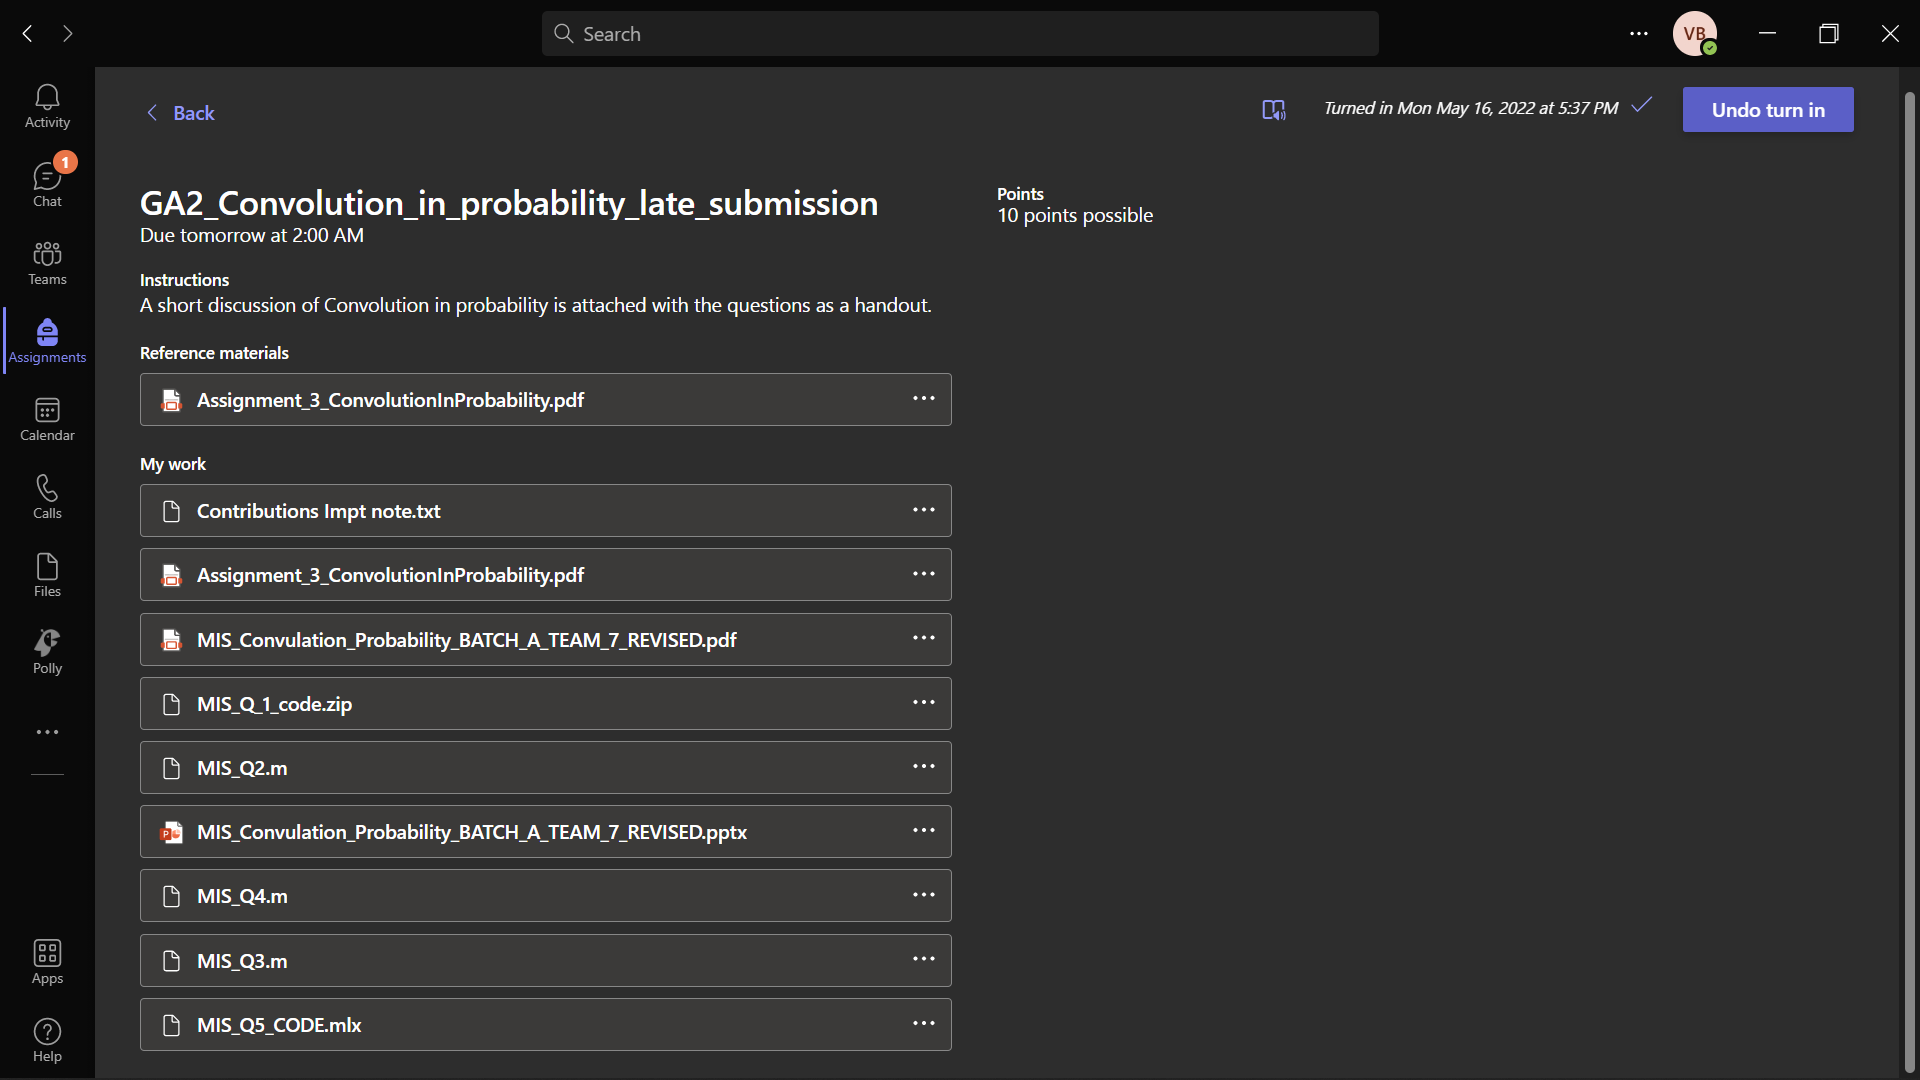 Search
VB
Activity
1
Chat
Teams
Assignments
Calendar
Calls
Files
Polly
Apps
Help
Back
Turned in Mon May 16, 2022 at 5:37 PM
Undo turn in
GA2_Convolution_in_probability_late_submission
Due tomorrow at 2:00 AM
Points
10 points possible
Instructions
A short discussion of Convolution in probability is attached with the questions as a handout.
Reference materials
Assignment_3_ConvolutionInProbability.pdf
My work
Contributions Impt note.txt
Assignment_3_ConvolutionInProbability.pdf
MIS_Convulation_Probability_BATCH_A_TEAM_7_REVISED.pdf
MIS_Q_1_code.zip
MIS_Q2.m
MIS_Convulation_Probability_BATCH_A_TEAM_7_REVISED.pptx
MIS_Q4.m
MIS_Q3.m
MIS_Q5_CODE.mlx